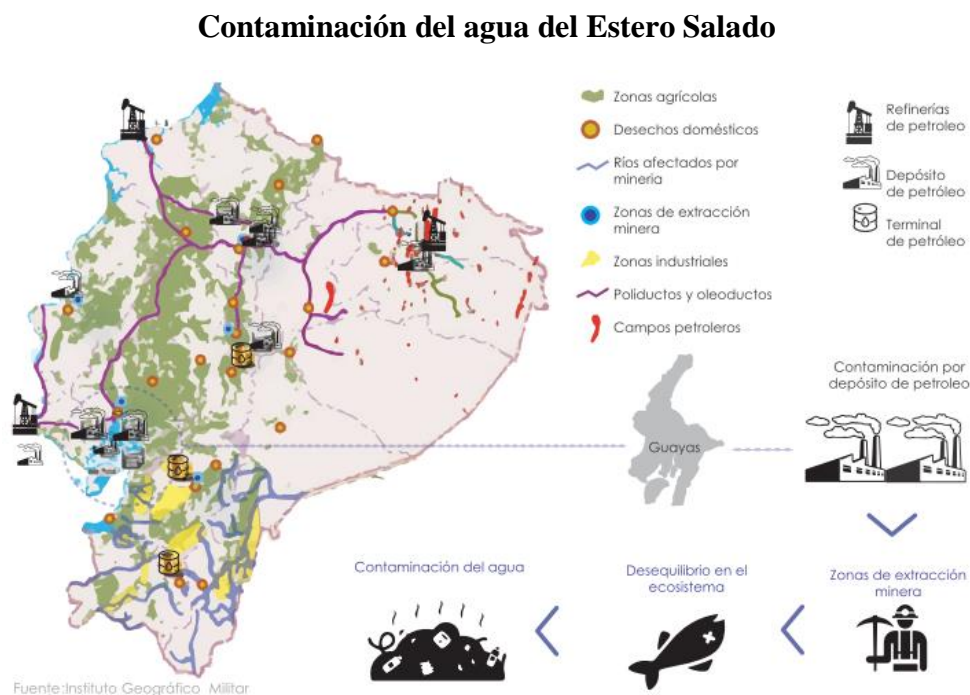 Contaminación del agua del Estero Salado
Zonas agrícolas
Desechos domésticos
Ríos afectados por
mineria
Zonas de extracción
minera
Zonas industriales
Poliductos y oleoductos
Campos petroleros
Refinerías
de petroleo
Depósito
de petróleo
Terminal
de petróleo
Guayas
Contaminación por
depósito de petroleo
Zonas de extracción
minera
Desequilibrio en el
ecosistema
Contaminación del agua
Fuente:Instituto Geográfico Militar